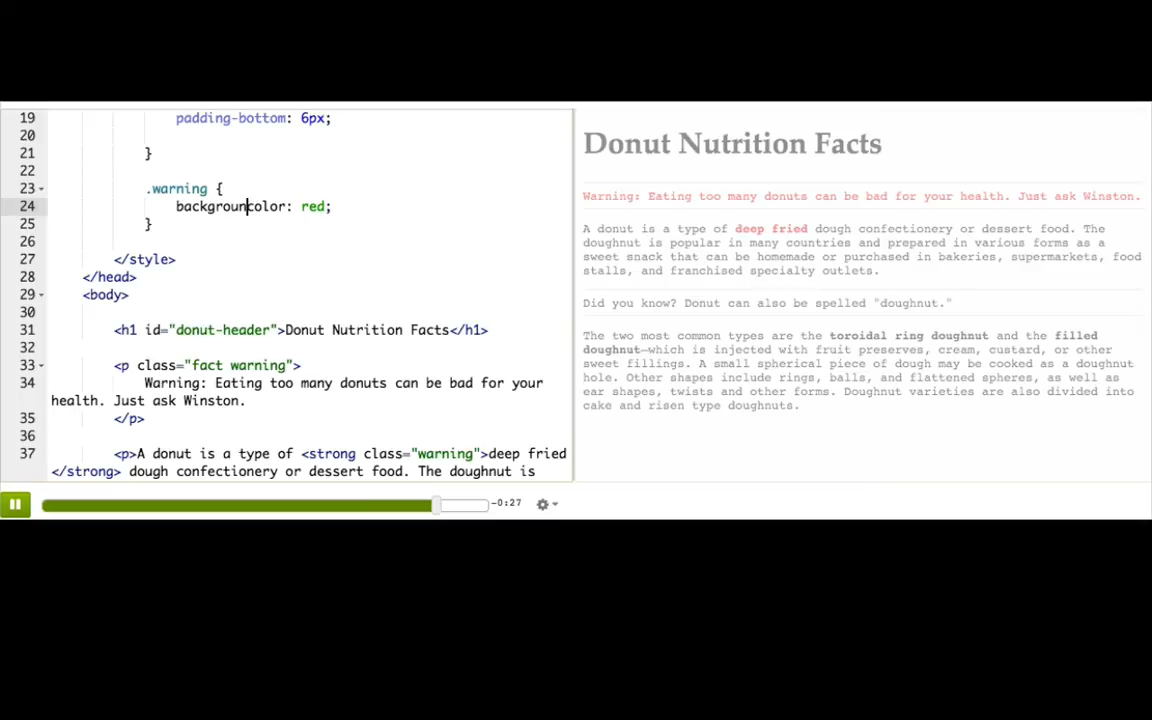 19 padding-bottom: 6px;
20
21 }
22
23 .warning {
24 backgrouncolor: red;
25 }
26
27 </style>
28 </head>
29 <body>
30
31 <h1 id="donut-header">Donut Nutrition Facts</h1>
32
33 <p class="fact warning">
34 Warning: Eating too many donuts can be bad for your
health. Just ask Winston.
35 </p>
36
37 <p>A donut is a type of <strong class="warning">deep fried
</strong> dough confectionery or dessert food. The doughnut is
-0:27
Donut Nutrition Facts
Warning: Eating too many donuts can be bad for your health. Just ask Winston.
A donut is a type of deep fried dough confectionery or dessert food. The
doughnut is popular in many countries and prepared in various forms as a
sweet snack that can be homemade or purchased in bakeries, supermarkets, food
stalls, and franchised specialty outlets.
Did you know? Donut can also be spelled "doughnut."
The two most common types are the toroidal ring doughnut and the filled
doughnut—which is injected with fruit preserves, cream, custard, or other
sweet fillings. A small spherical piece of dough may be cooked as a doughnut
hole. Other shapes include rings, balls, and flattened spheres, as well as
ear shapes, twists and other forms. Doughnut varieties are also divided into
cake and risen type doughnuts.